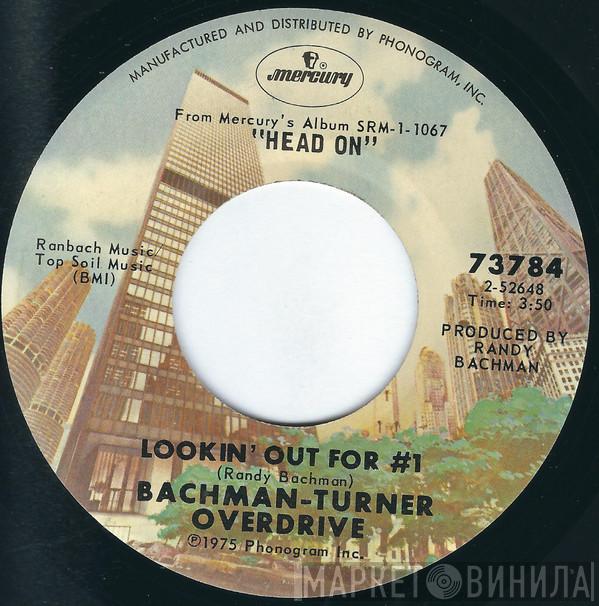 MANUFACTURED AND DISTRIBUTED BY PHONOGRAM, INC.
mercury
From Mercury's Album SRM-1-1067
"HEAD ON"
Ranbach Music/
Top Soil Music
(BMI)
73784
2-52648
Time: 3:50
PRODUCED BY
RANDY
BACHMAN
LOOKIN' OUT FOR #1
(Randy Bachman)
BACHMAN-TURNER
OVERDRIVE
Ⓟ©1975 Phonogram Inc.
МАРКЕТ ВИНИЛА